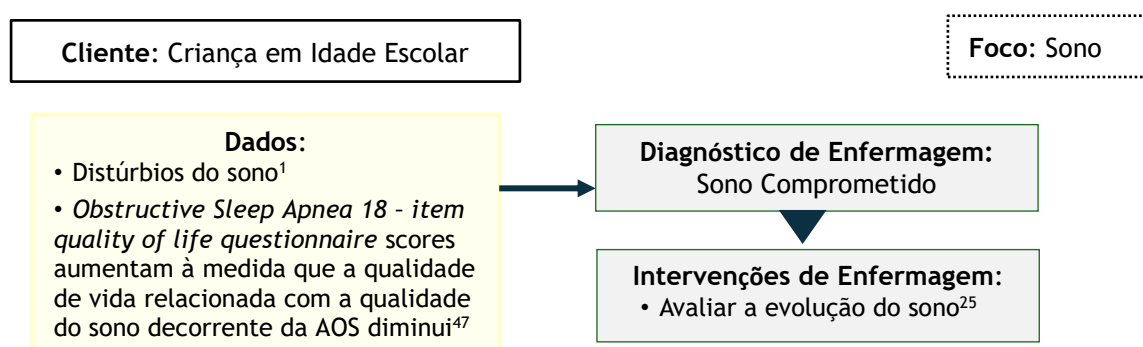 Cliente: Criança em Idade Escolar
Foco: Sono
Dados:
• Distúrbios do sono¹
• Obstructive Sleep Apnea 18 – item
quality of life questionnaire scores
aumentam à medida que a qualidade
de vida relacionada com a qualidade
do sono decorrente da AOS diminui⁴⁷
Diagnóstico de Enfermagem:
Sono Comprometido
Intervenções de Enfermagem:
• Avaliar a evolução do sono²⁵